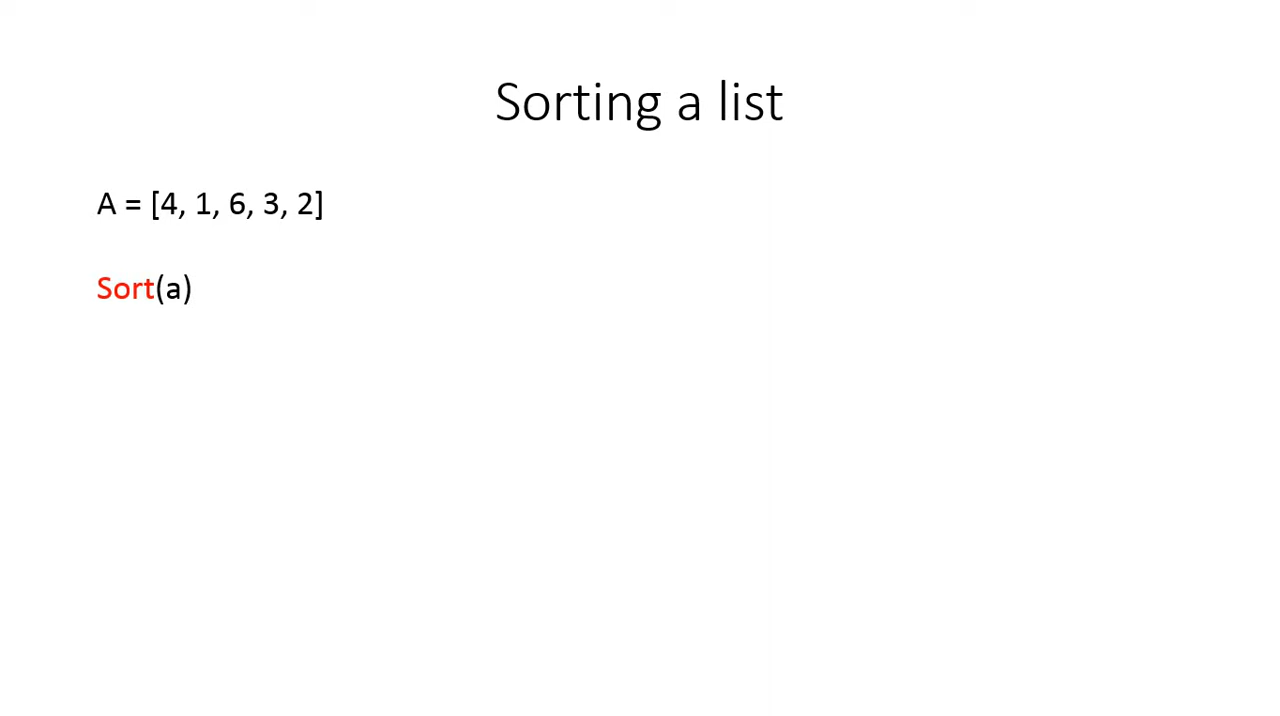 Sorting a list
A = [4, 1, 6, 3, 2]
Sort(a)